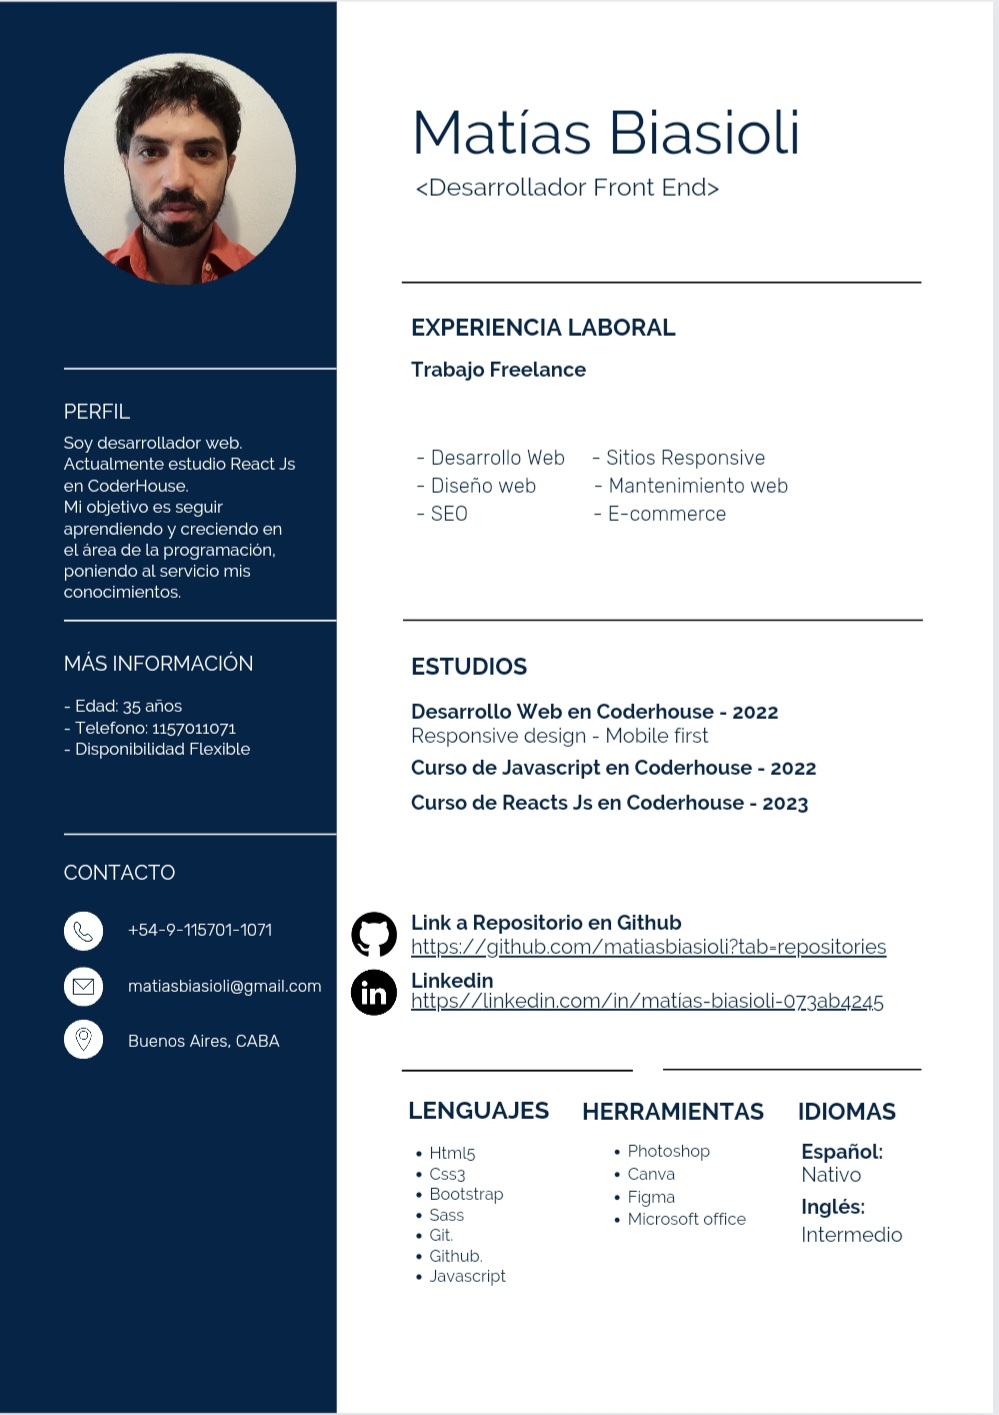 Matías Biasioli
<Desarrollador Front End>
PERFIL
Soy desarrollador web.
Actualmente estudio React Js
en CoderHouse.
Mi objetivo es seguir
aprendiendo y creciendo en
el área de la programación,
poniendo al servicio mis
conocimientos.
MÁS INFORMACIÓN
- Edad: 35 años
- Telefono: 1157011071
- Disponibilidad Flexible
CONTACTO
+54-9-115701-1071
matiasbiasioli@gmail.com
Buenos Aires, CABA
EXPERIENCIA LABORAL
Trabajo Freelance
- Desarrollo Web - Sitios Responsive
- Diseño web - Mantenimiento web
- SEO - E-commerce
ESTUDIOS
Desarrollo Web en Coderhouse - 2022
Responsive design - Mobile first
Curso de Javascript en Coderhouse - 2022
Curso de Reacts Js en Coderhouse - 2023
Link a Repositorio en Github
https://github.com/matiasbiasioli?tab=repositories
in
Linkedin
https//linkedin.com/in/matías-biasioli-073ab4245
LENGUAJES
• Html5
• Css3
• Bootstrap
• Sass
• Git.
• Github.
• Javascript
HERRAMIENTAS
• Photoshop
• Canva
• Figma
• Microsoft office
IDIOMAS
Español:
Nativo
Inglés:
Intermedio